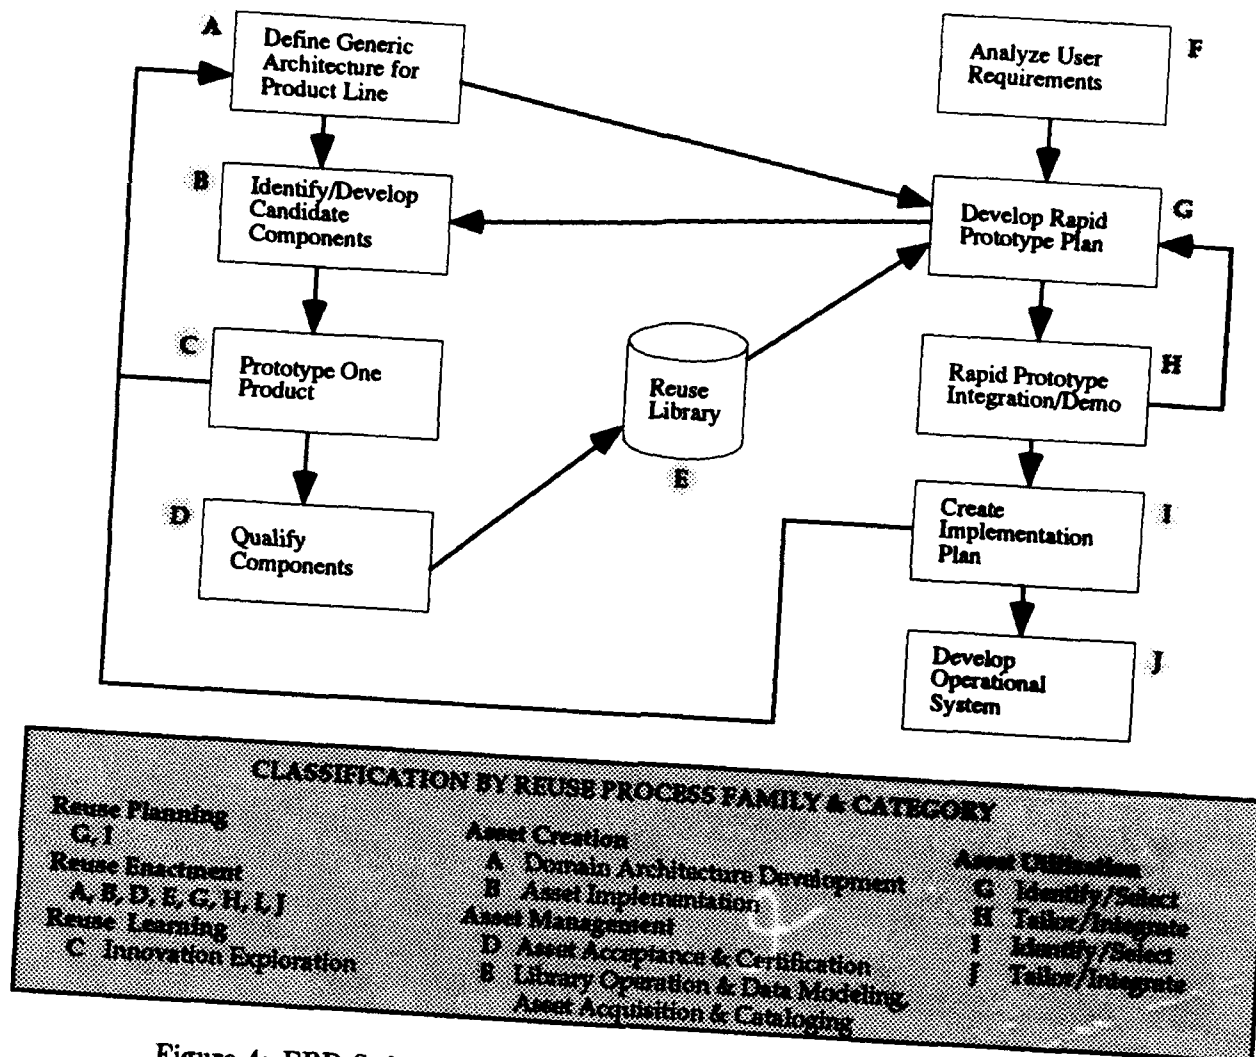 A
Define Generic
Architecture for
Product Line
B
Identify/Develop
Candidate
Components
C
Prototype One
Product
D
Qualify
Components
Reuse
Library
E
F
Analyze User
Requirements
G
Develop Rapid
Prototype Plan
H
Rapid Prototype
Integration/Demo
I
Create
Implementation
Plan
J
Develop
Operational
System
CLASSIFICATION BY REUSE PROCESS FAMILY & CATEGORY
Reuse Planning
G, I
Reuse Enactment
A, B, D, E, G, H, I, J
Reuse Learning
C Innovation Exploration
Asset Creation
A Domain Architecture Development
B Asset Implementation
Asset Management
D Asset Acceptance & Certification
E Library Operation & Data Modeling,
Asset Acquisition & Cataloging
Asset Utilization
G Identify/Select
H Tailor/Integrate
I Identify/Select
J Tailor/Integrate
Figure 4: